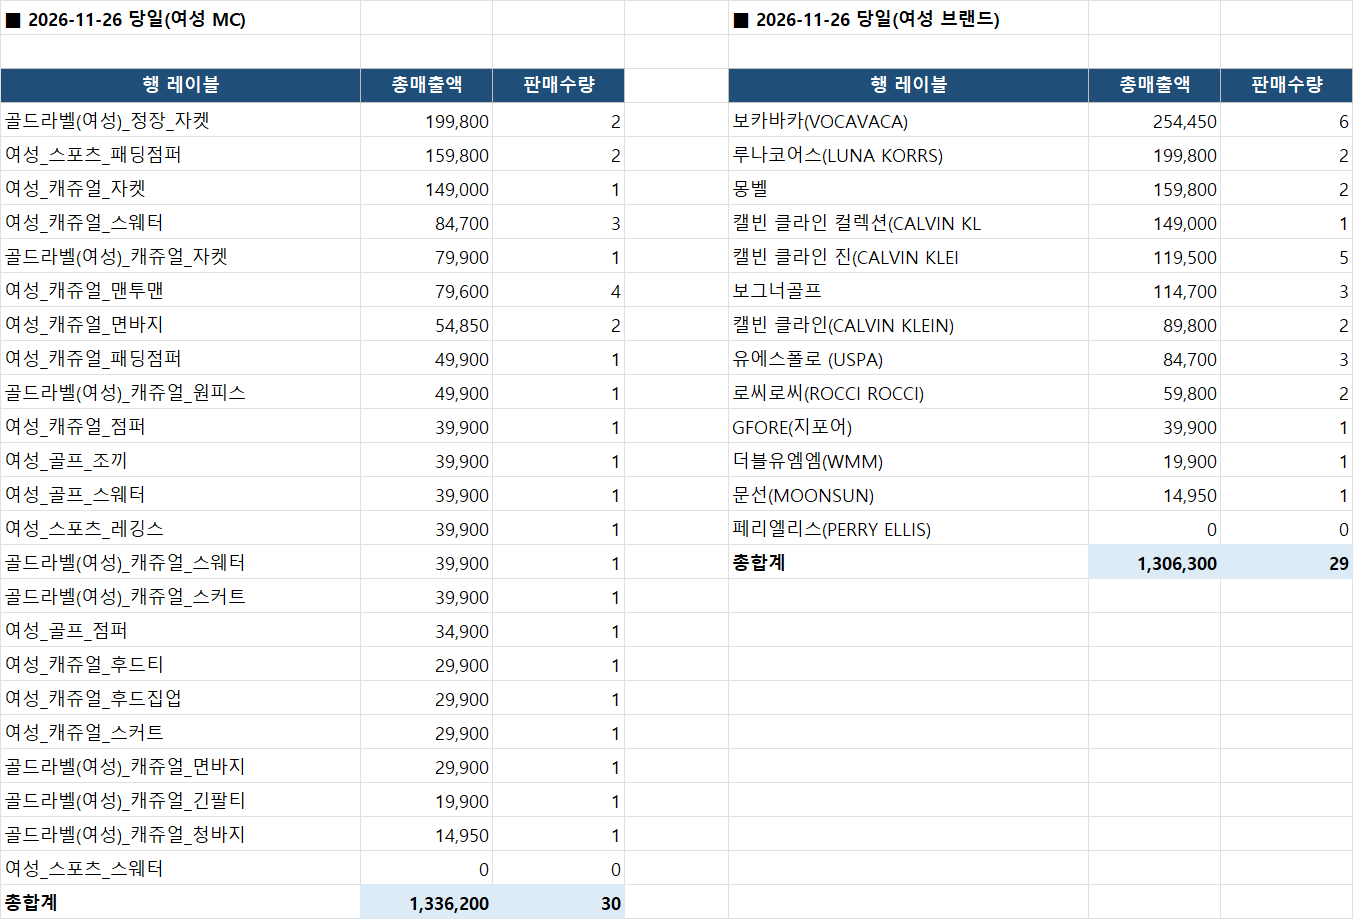 ■ 2026-11-26 당일(여성 MC)
행 레이블 총매출액 판매수량
골드라벨(여성)_정장_자켓 199,800 2
여성_스포츠_패딩점퍼 159,800 2
여성_캐쥬얼_자켓 149,000 1
여성_캐쥬얼_스웨터 84,700 3
골드라벨(여성)_캐쥬얼_자켓 79,900 1
여성_캐쥬얼_맨투맨 79,600 4
여성_캐쥬얼_면바지 54,850 2
여성_캐쥬얼_패딩점퍼 49,900 1
골드라벨(여성)_캐쥬얼_원피스 49,900 1
여성_캐쥬얼_점퍼 39,900 1
여성_골프_조끼 39,900 1
여성_골프_스웨터 39,900 1
여성_스포츠_레깅스 39,900 1
골드라벨(여성)_캐쥬얼_스웨터 39,900 1
골드라벨(여성)_캐쥬얼_스커트 39,900 1
여성_골프_점퍼 34,900 1
여성_캐쥬얼_후드티 29,900 1
여성_캐쥬얼_후드집업 29,900 1
여성_캐쥬얼_스커트 29,900 1
골드라벨(여성)_캐쥬얼_면바지 29,900 1
골드라벨(여성)_캐쥬얼_긴팔티 19,900 1
골드라벨(여성)_캐쥬얼_청바지 14,950 1
여성_스포츠_스웨터 0 0
총합계 1,336,200 30
■ 2026-11-26 당일(여성 브랜드)
행 레이블 총매출액 판매수량
보카바카(VOCAVACA) 254,450 6
루나코어스(LUNA KORRS) 199,800 2
몽벨 159,800 2
캘빈 클라인 컬렉션(CALVIN KL 149,000 1
캘빈 클라인 진(CALVIN KLEI 119,500 5
보그너골프 114,700 3
캘빈 클라인(CALVIN KLEIN) 89,800 2
유에스폴로 (USPA) 84,700 3
로씨로씨(ROCCI ROCCI) 59,800 2
GFORE(지포어) 39,900 1
더블유엠엠(WMM) 19,900 1
문선(MOONSUN) 14,950 1
페리엘리스(PERRY ELLIS) 0 0
총합계 1,306,300 29